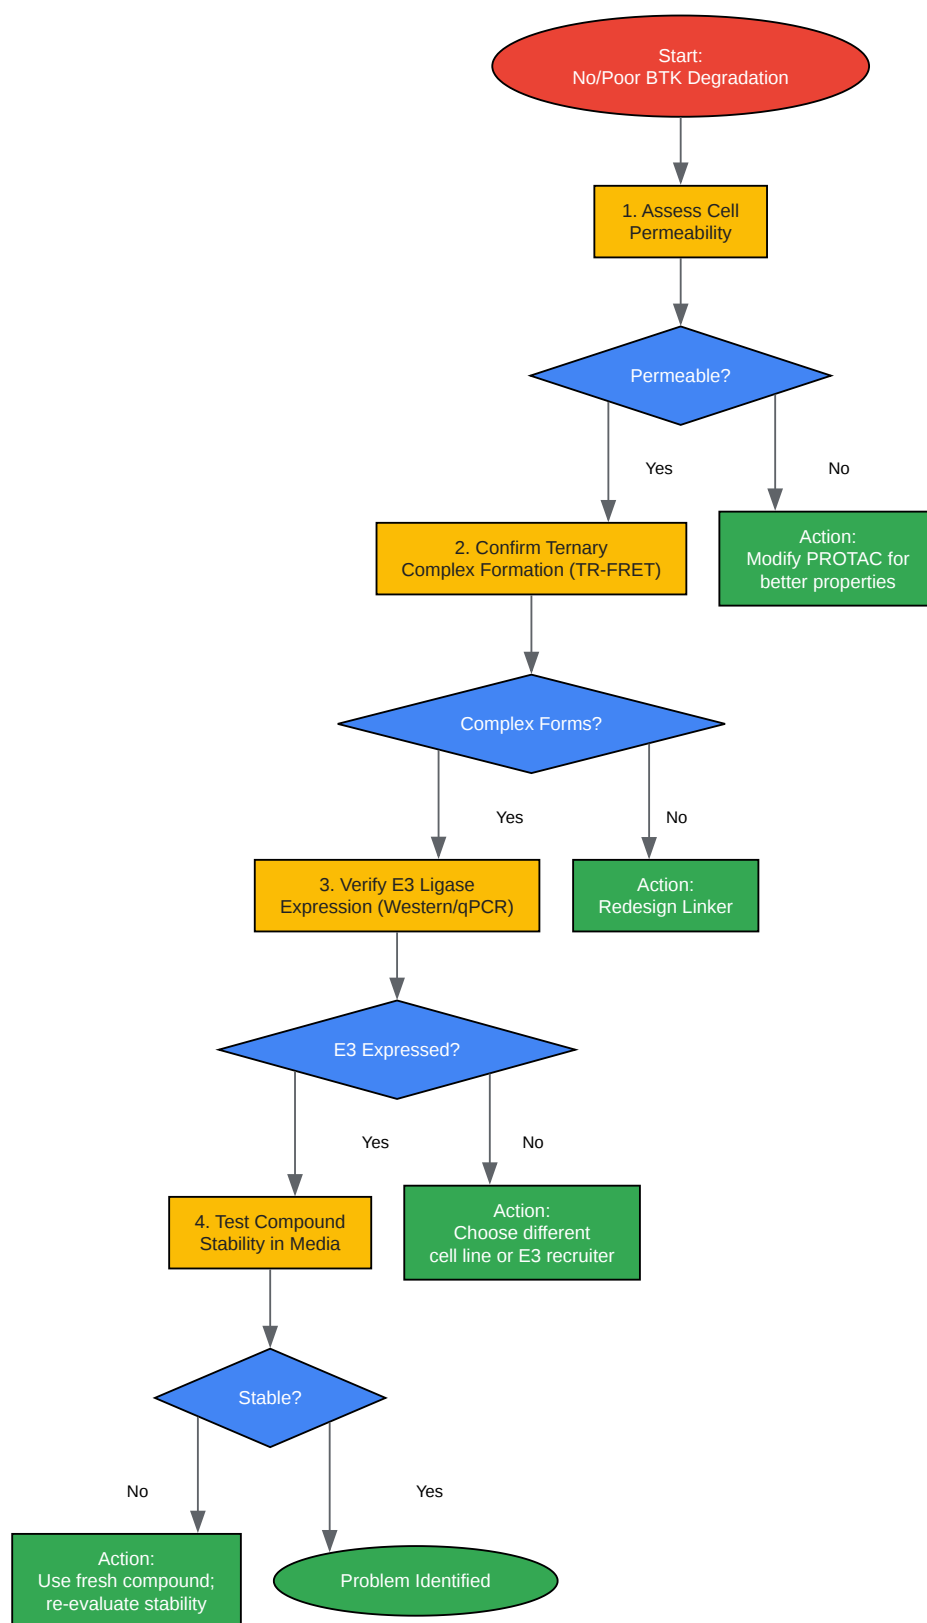 Start:
No/Poor BTK Degradation
1. Assess Cell
Permeability
Permeable?
Yes
No
2. Confirm Ternary
Complex Formation (TR-FRET)
Action:
Modify PROTAC for
better properties
Complex Forms?
Yes
No
3. Verify E3 Ligase
Expression (Western/qPCR)
Action:
Redesign Linker
E3 Expressed?
Yes
No
4. Test Compound
Stability in Media
Action:
Choose different
cell line or E3 recruiter
Stable?
No
Yes
Action:
Use fresh compound;
re-evaluate stability
Problem Identified